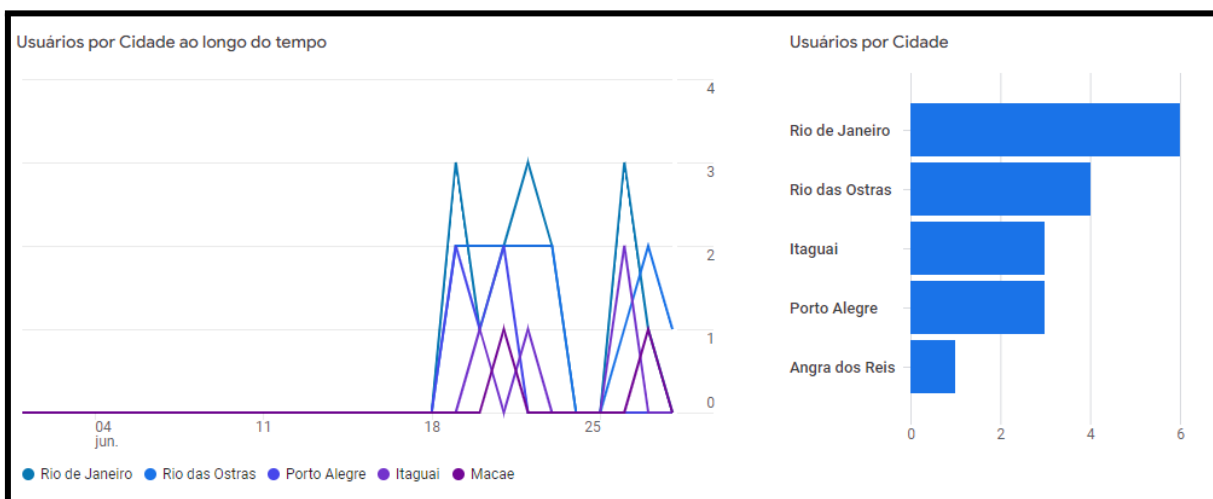 Usuários por Cidade ao longo do tempo
4
3
2
1
0
04
jun.
11
18
25
Rio de Janeiro
Rio das Ostras
Porto Alegre
Itaguai
Macae
Usuários por Cidade
Rio de Janeiro
Rio das Ostras
Itaguai
Porto Alegre
Angra dos Reis
0
2
4
6